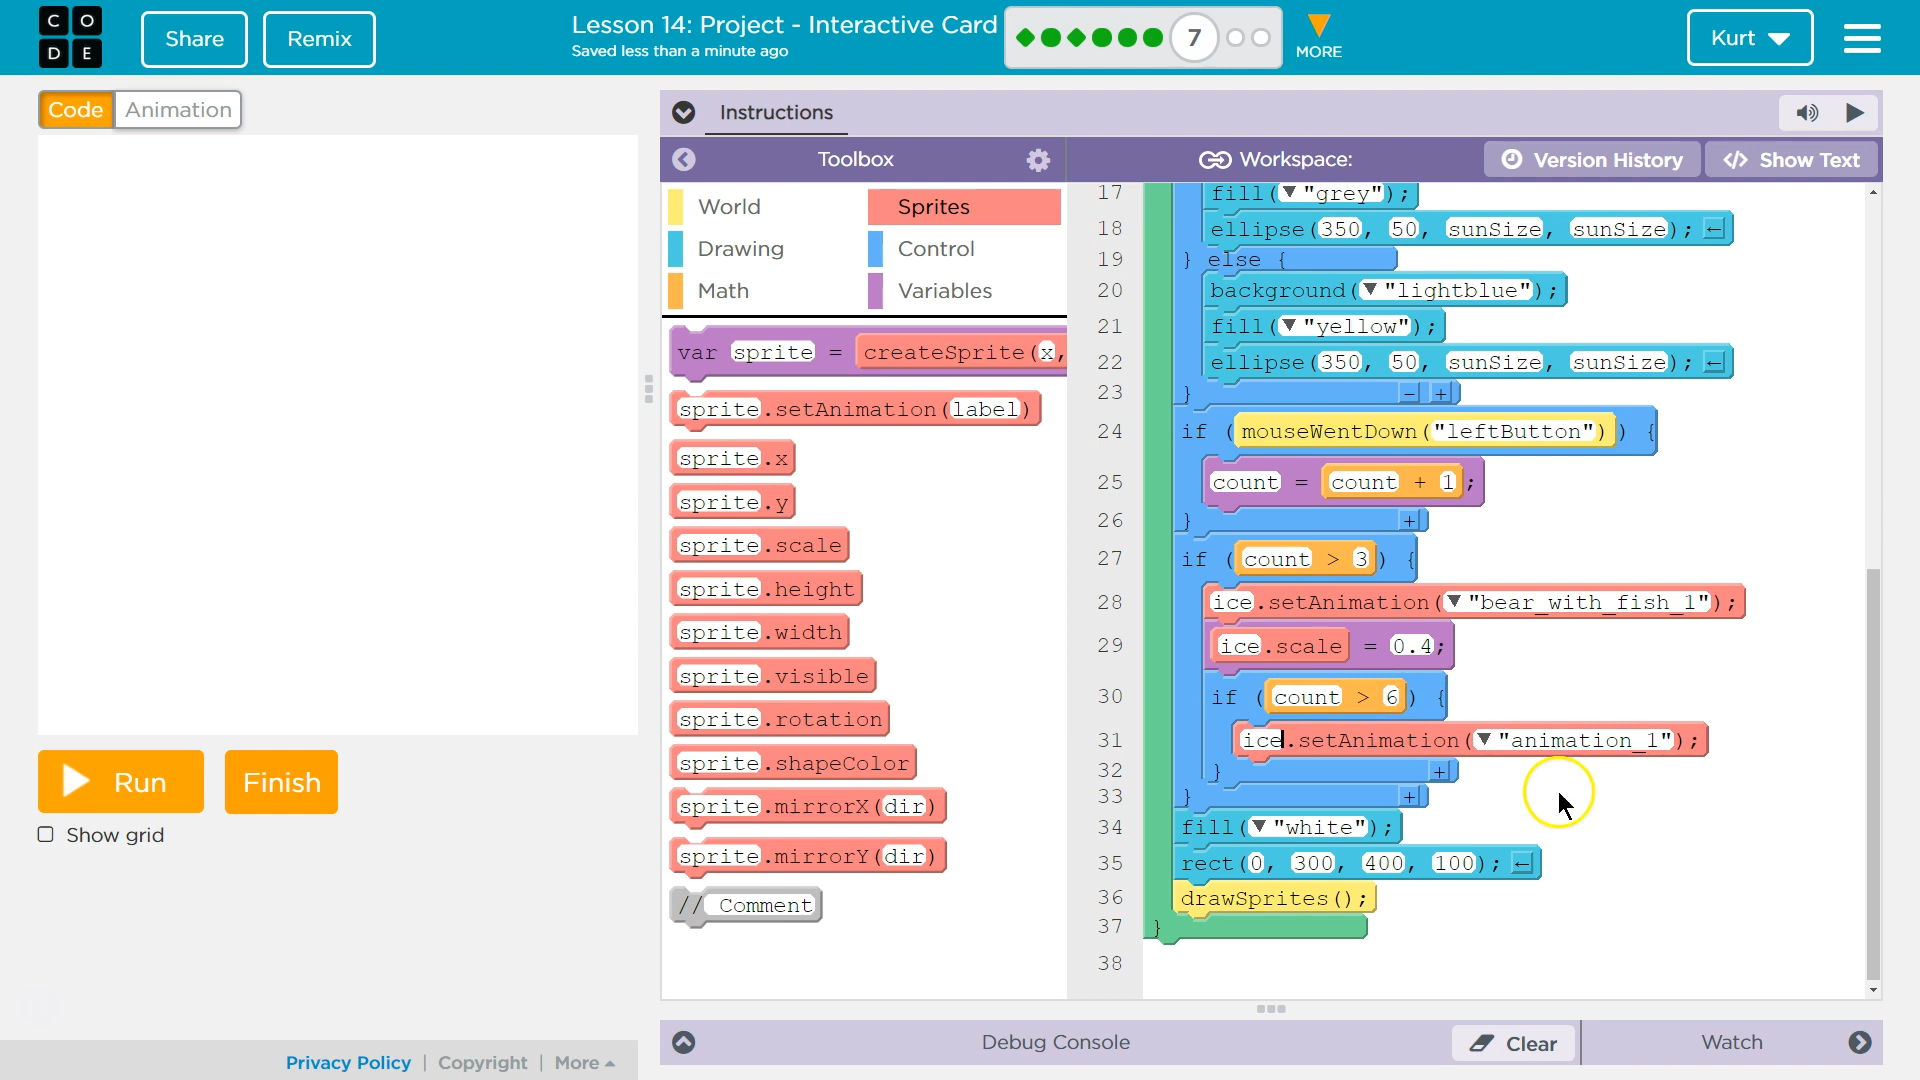 CODE
Share
Remix
Lesson 14: Project - Interactive Card
Saved less than a minute ago
7
MORE
Kurt
Code
Animation
Instructions
Toolbox
Workspace:
Version History
</> Show Text
World
Sprites
Drawing
Control
Math
Variables
var sprite = createSprite(x,
sprite.setAnimation(label)
sprite.x
sprite.y
sprite.scale
sprite.height
sprite.width
sprite.visible
sprite.rotation
sprite.shapeColor
sprite.mirrorX(dir)
sprite.mirrorY(dir)
// Comment
17 fill(▼ "grey");
18 ellipse(350, 50, sunSize, sunSize); ←
19 } else {
20 background(▼ "lightblue");
21 fill(▼ "yellow");
22 ellipse(350, 50, sunSize, sunSize); ←
23 } - +
24 if (mouseWentDown("leftButton")) {
25 count = count + 1;
26 } +
27 if (count > 3) {
28 ice.setAnimation(▼ "bear_with_fish_1");
29 ice.scale = 0.4;
30 if (count > 6) {
31 ice.setAnimation(▼ "animation_1");
32 } +
33 } +
34 fill(▼ "white");
35 rect(0, 300, 400, 100); ←
36 drawSprites();
37 }
38
Run
Finish
Show grid
Privacy Policy | Copyright | More
Debug Console
Clear
Watch